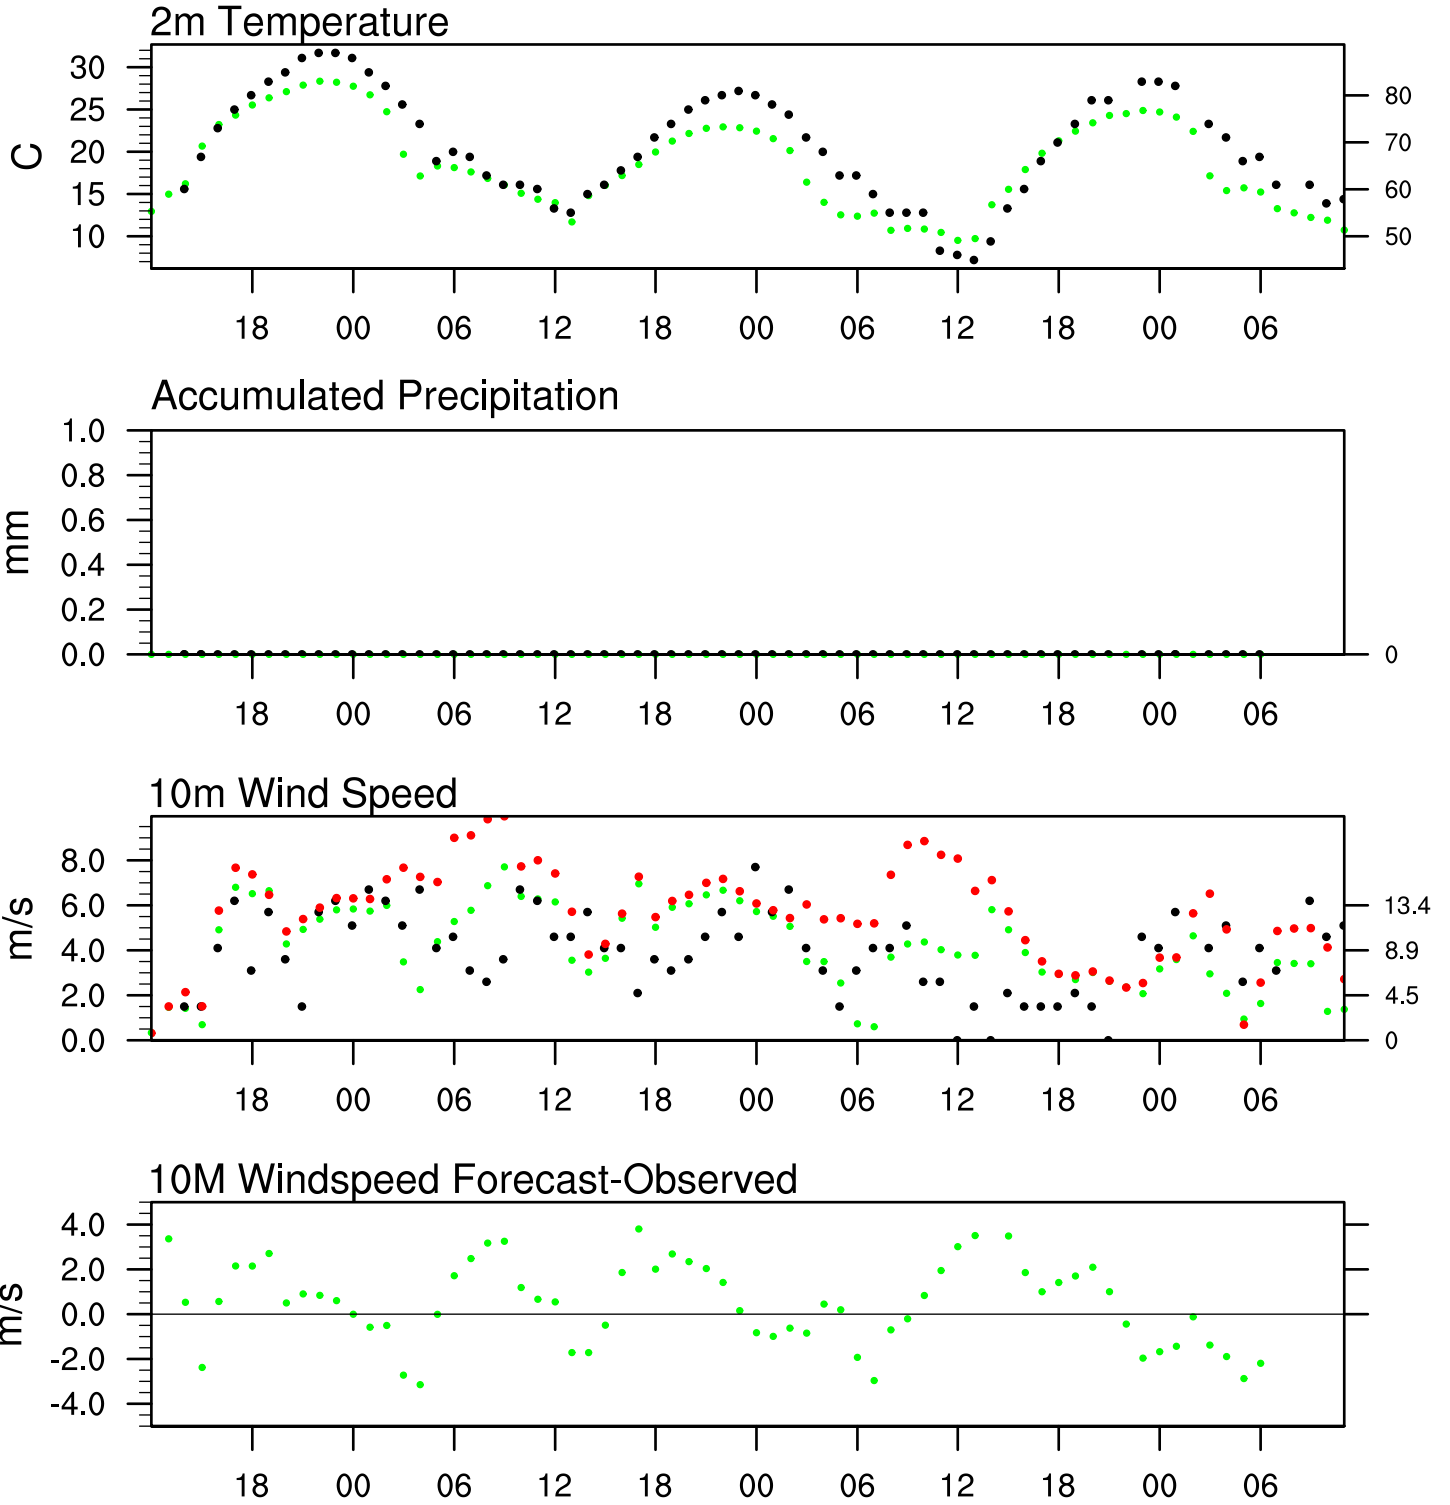 2m Temperature
30
25
20
15
10
C
80
70
60
50
18 00 06 12 18 00 06 12 18 00 06
Accumulated Precipitation
1.0
0.8
0.6
0.4
0.2
0.0
mm
0
18 00 06 12 18 00 06 12 18 00 06
10m Wind Speed
8.0
6.0
4.0
2.0
0.0
m/s
13.4
8.9
4.5
0
18 00 06 12 18 00 06 12 18 00 06
10M Windspeed Forecast-Observed
4.0
2.0
0.0
-2.0
-4.0
m/s
18 00 06 12 18 00 06 12 18 00 06